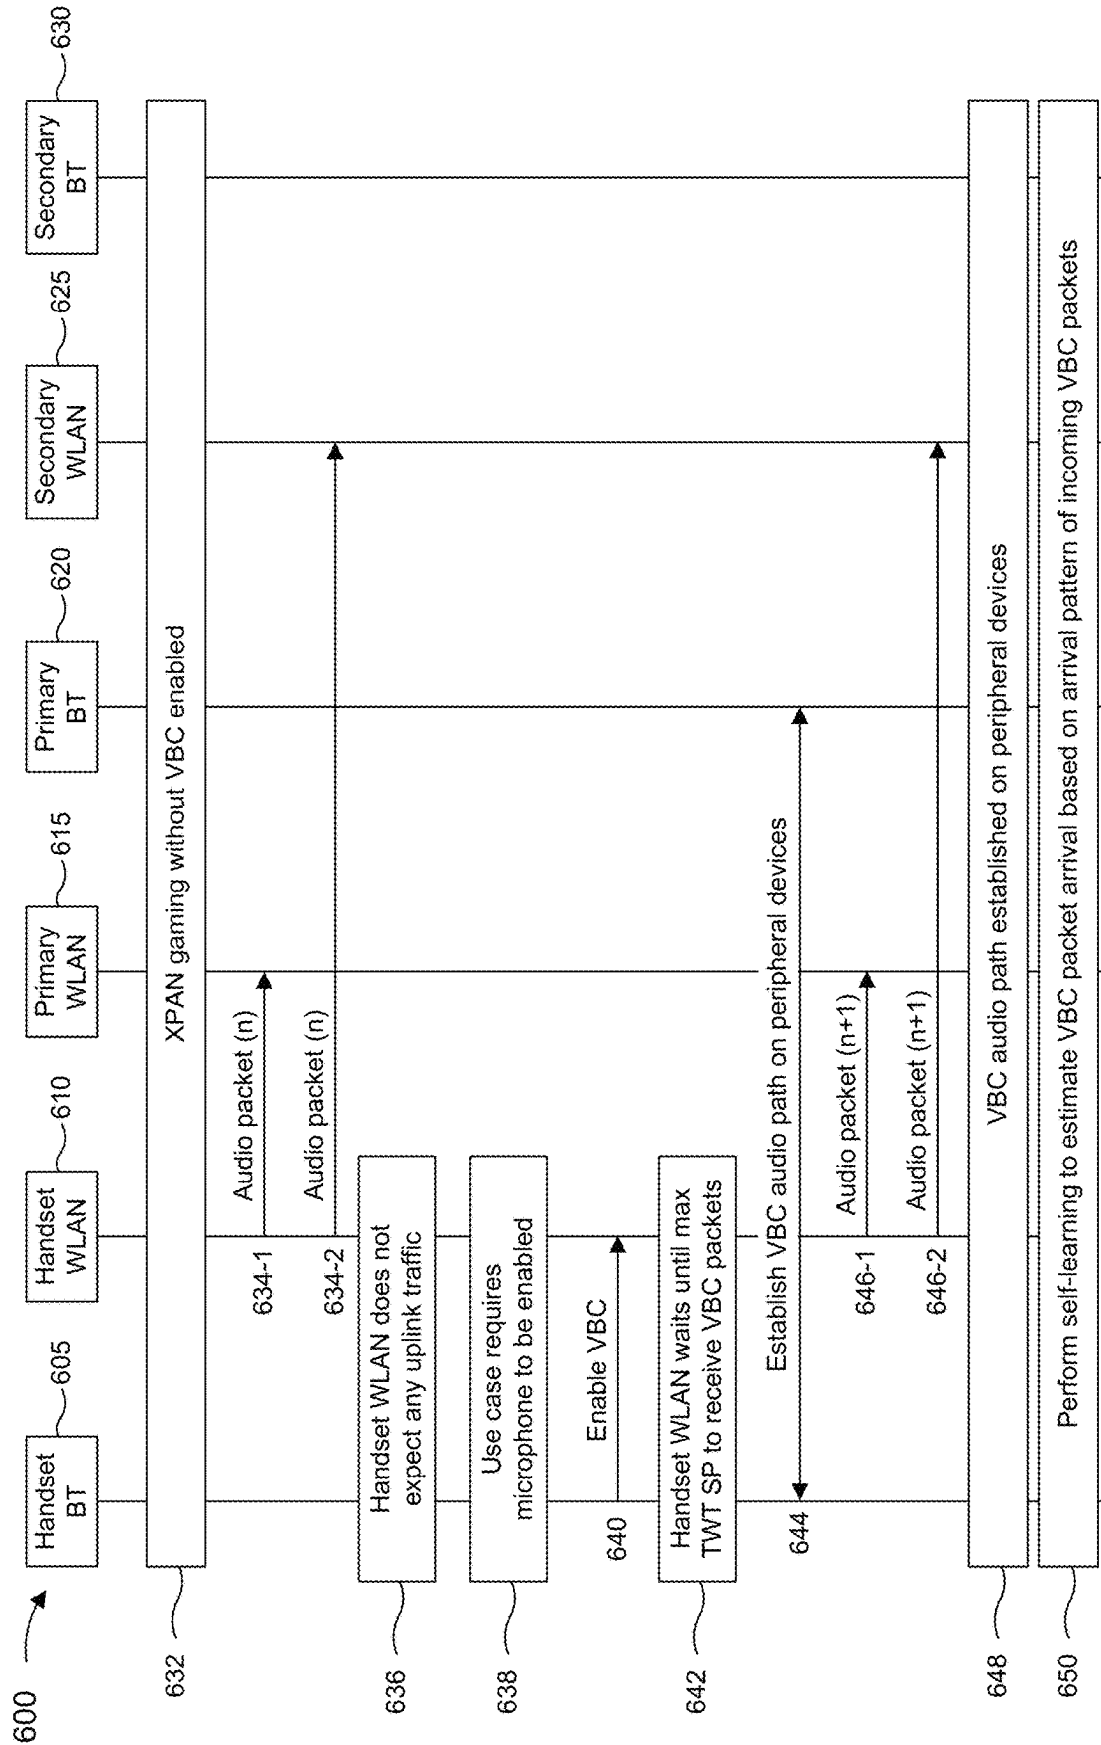 600
Handset
BT
605
Handset
WLAN
610
Primary
WLAN
615
Primary
BT
620
Secondary
WLAN
625
Secondary
BT
630
632
XPAN gaming without VBC enabled
Audio packet (n)
634-1
Audio packet (n)
634-2
636
Handset WLAN does not
expect any uplink traffic
638
Use case requires
microphone to be enabled
Enable VBC
640
642
Handset WLAN waits until max
TWT SP to receive VBC packets
Establish VBC audio path on peripheral devices
644
Audio packet (n+1)
646-1
Audio packet (n+1)
646-2
648
VBC audio path established on peripheral devices
650
Perform self-learning to estimate VBC packet arrival based on arrival pattern of incoming VBC packets